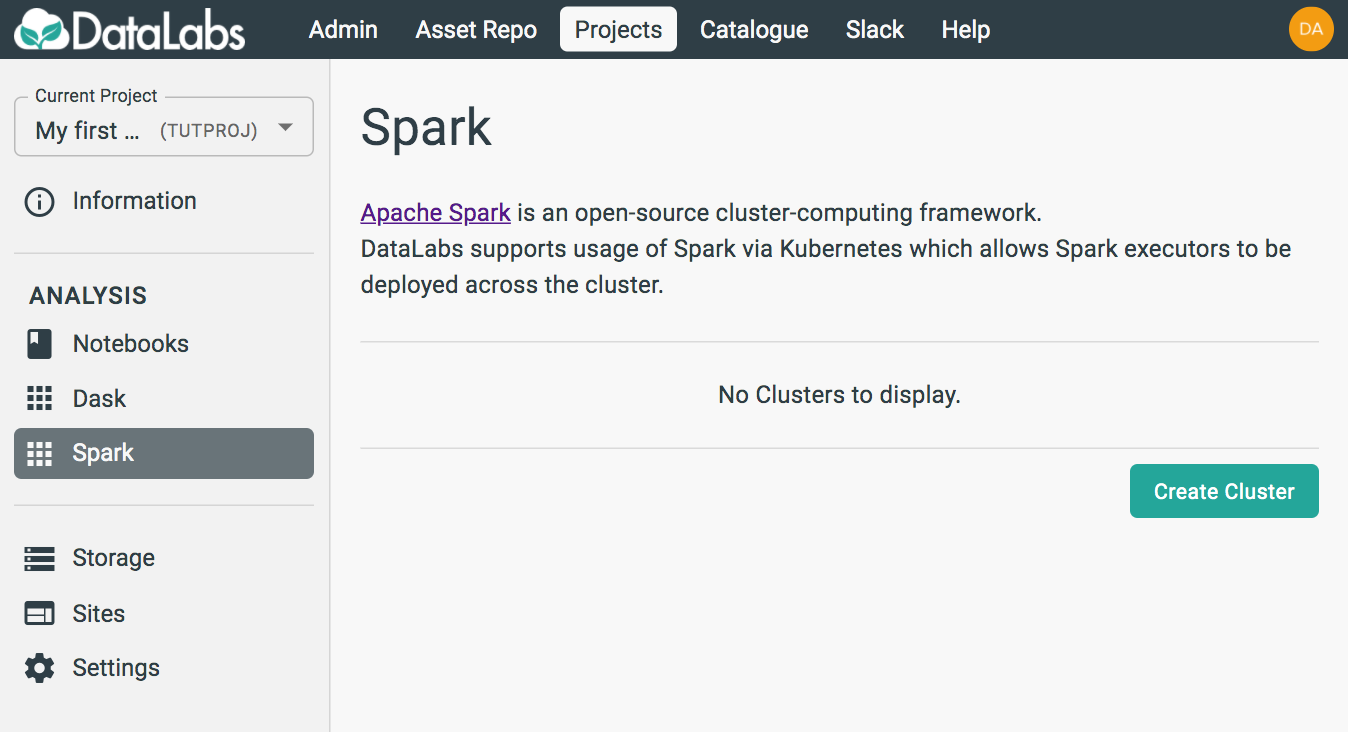 DataLabs
Admin
Asset Repo
Projects
Catalogue
Slack
Help
DA
Current Project
My first ... (TUTPROJ)
Information
ANALYSIS
Notebooks
Dask
Spark
Storage
Sites
Settings
Spark
Apache Spark is an open-source cluster-computing framework.
DataLabs supports usage of Spark via Kubernetes which allows Spark executors to be
deployed across the cluster.
No Clusters to display.
Create Cluster